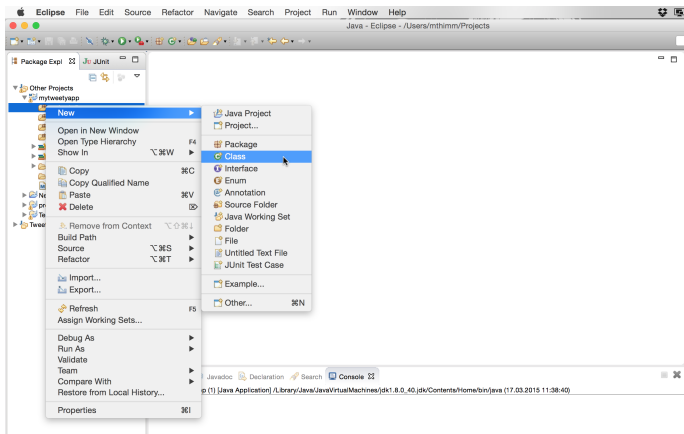 Eclipse File Edit Source Refactor Navigate Search Project Run Window Help
Java - Eclipse - /Users/mthimm/Projects
Package Expl JUnit
Other Projects
mytweetyapp
New
Open in New Window
Open Type Hierarchy F4
Show In ⌥⌘W
Copy ⌘C
Copy Qualified Name
Paste ⌘V
Delete ⌦
Remove from Context ⌥⇧⌘↓
Build Path
Source ⌥⌘S
Refactor ⌥⌘T
Import...
Export...
Refresh F5
Assign Working Sets...
Debug As
Run As
Validate
Team
Compare With
Restore from Local History...
Properties ⌘I
Java Project
Project...
Package
Class
Interface
Enum
Annotation
Source Folder
Java Working Set
Folder
File
Untitled Text File
JUnit Test Case
Example...
Other... ⌘N
Ne
pr
Te
Twee
Javadoc Declaration Search Console
p (1) [Java Application] /Library/Java/JavaVirtualMachines/jdk1.8.0_40.jdk/Contents/Home/bin/java (17.03.2015 11:38:40)